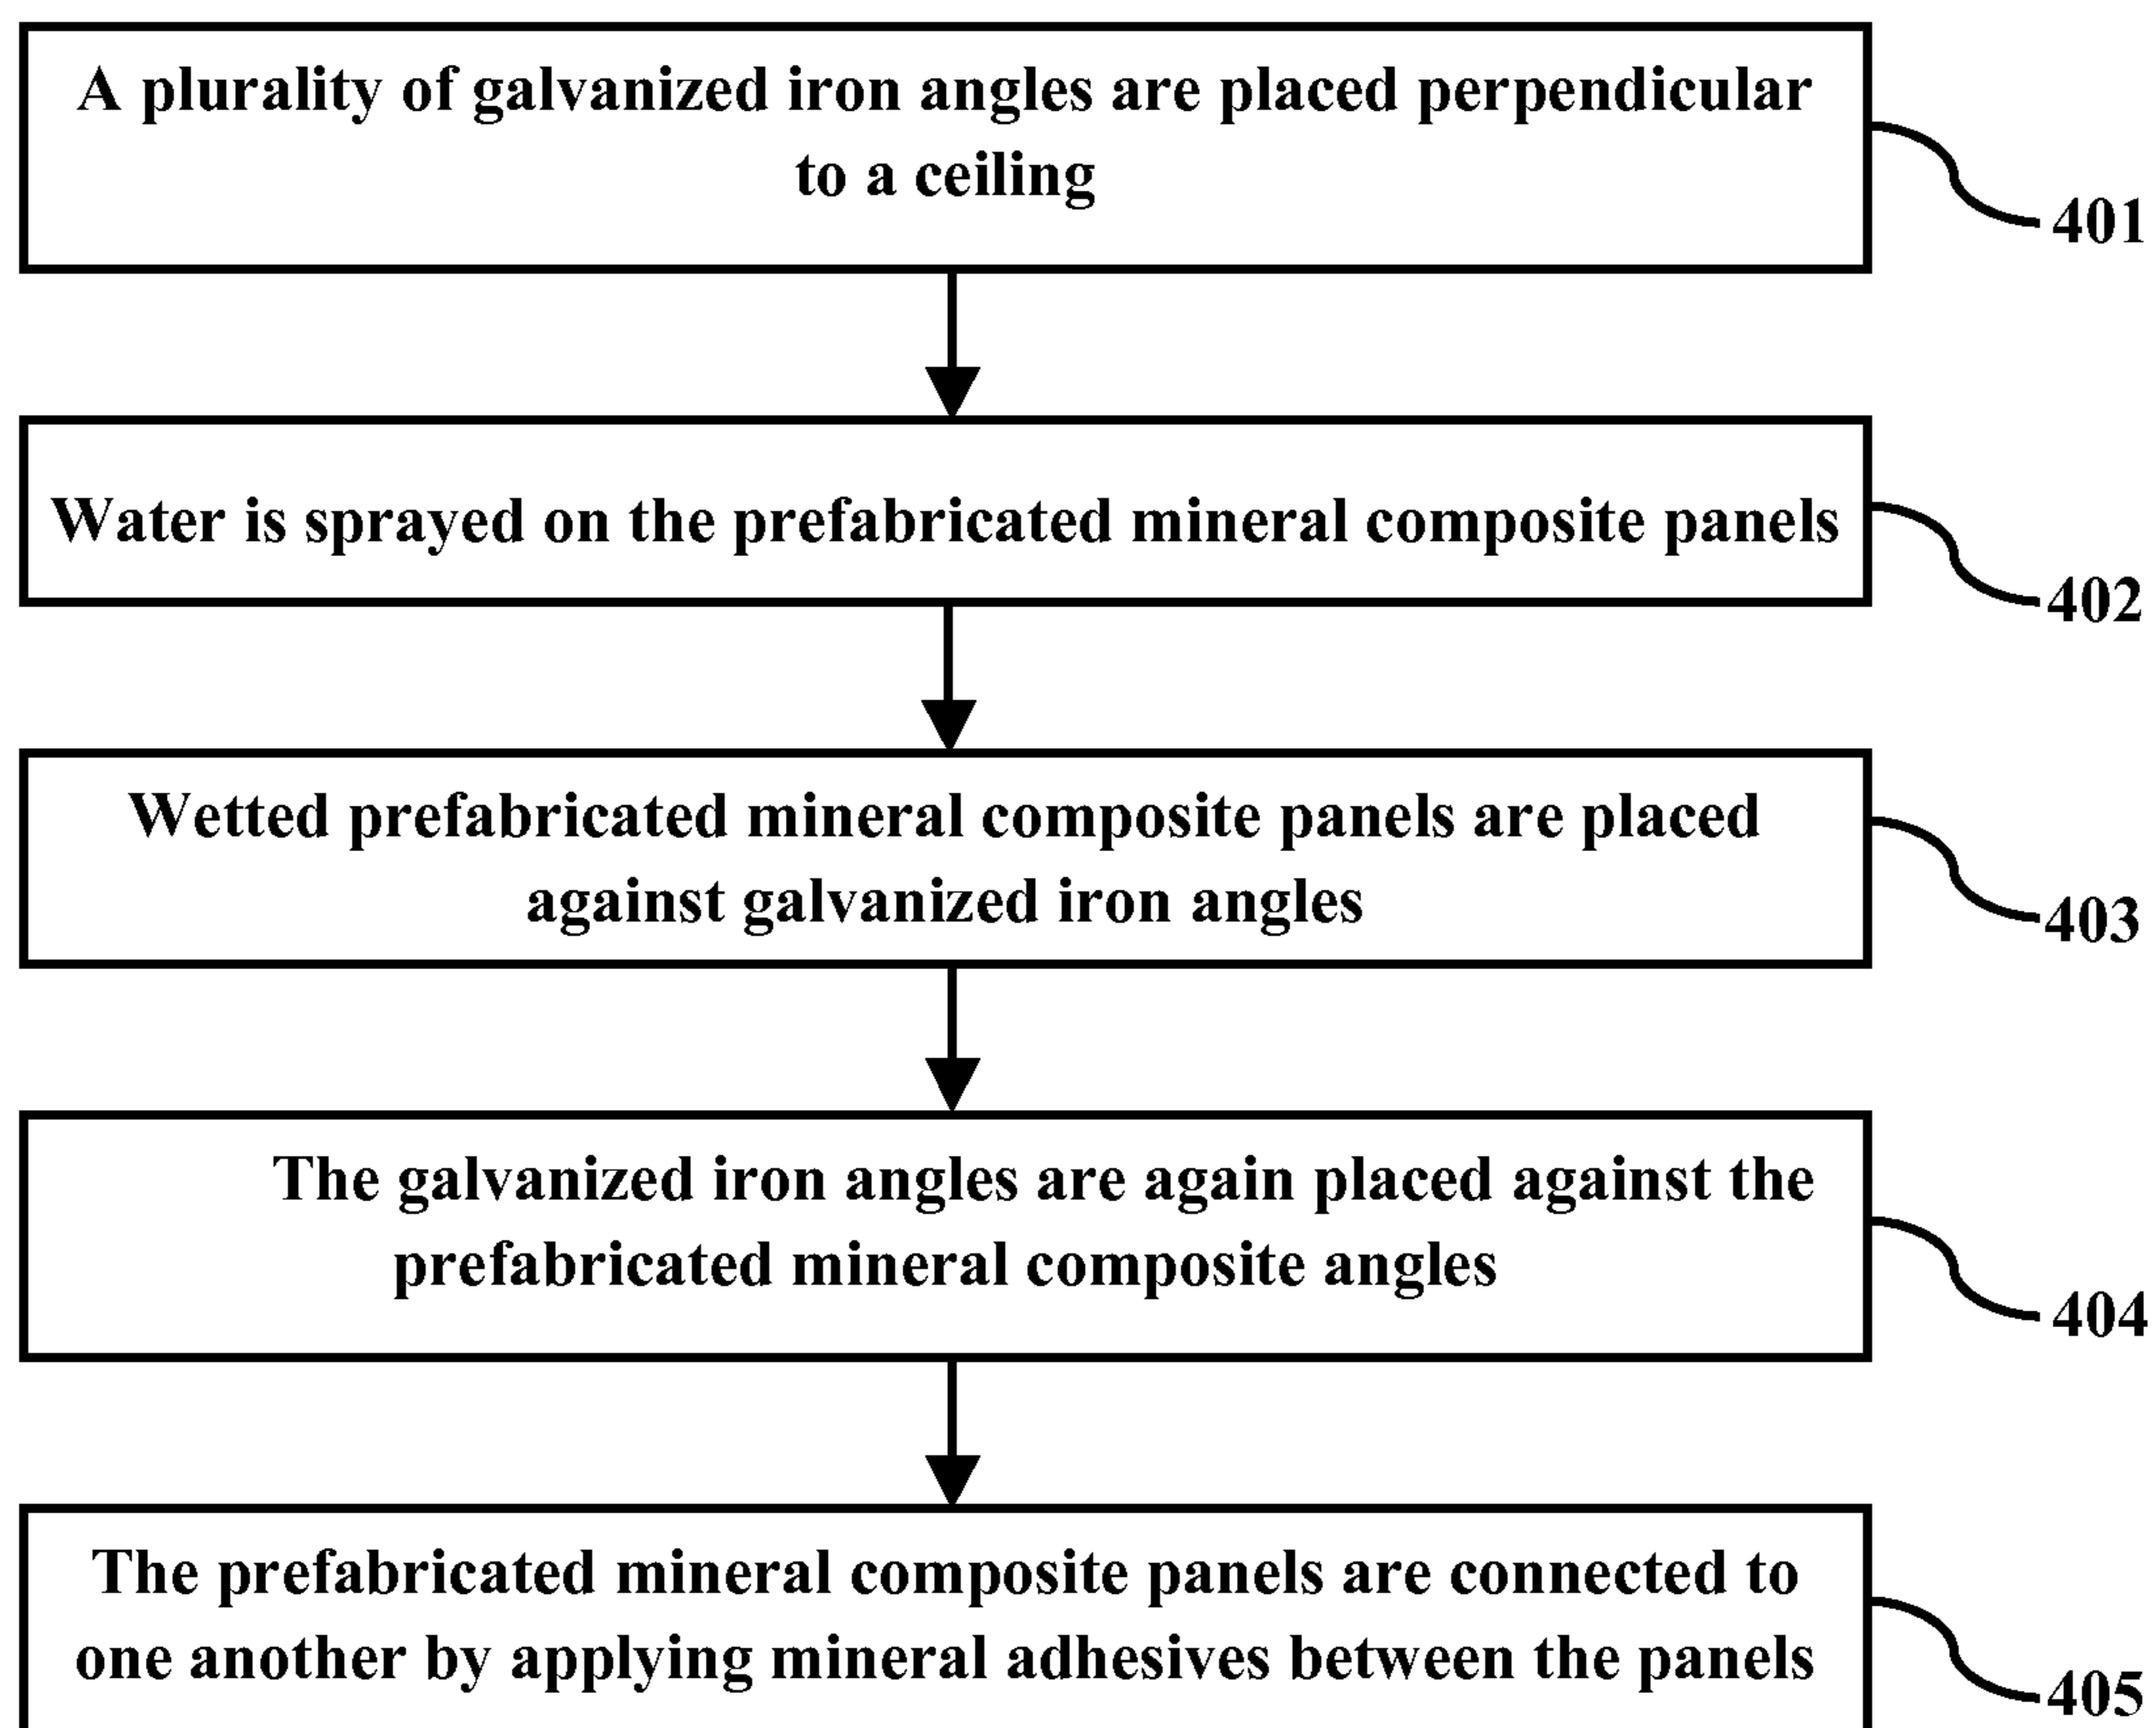 A plurality of galvanized iron angles are placed perpendicular
to a ceiling
401
Water is sprayed on the prefabricated mineral composite panels
402
Wetted prefabricated mineral composite panels are placed
against galvanized iron angles
403
The galvanized iron angles are again placed against the
prefabricated mineral composite angles
404
The prefabricated mineral composite panels are connected to
one another by applying mineral adhesives between the panels
405